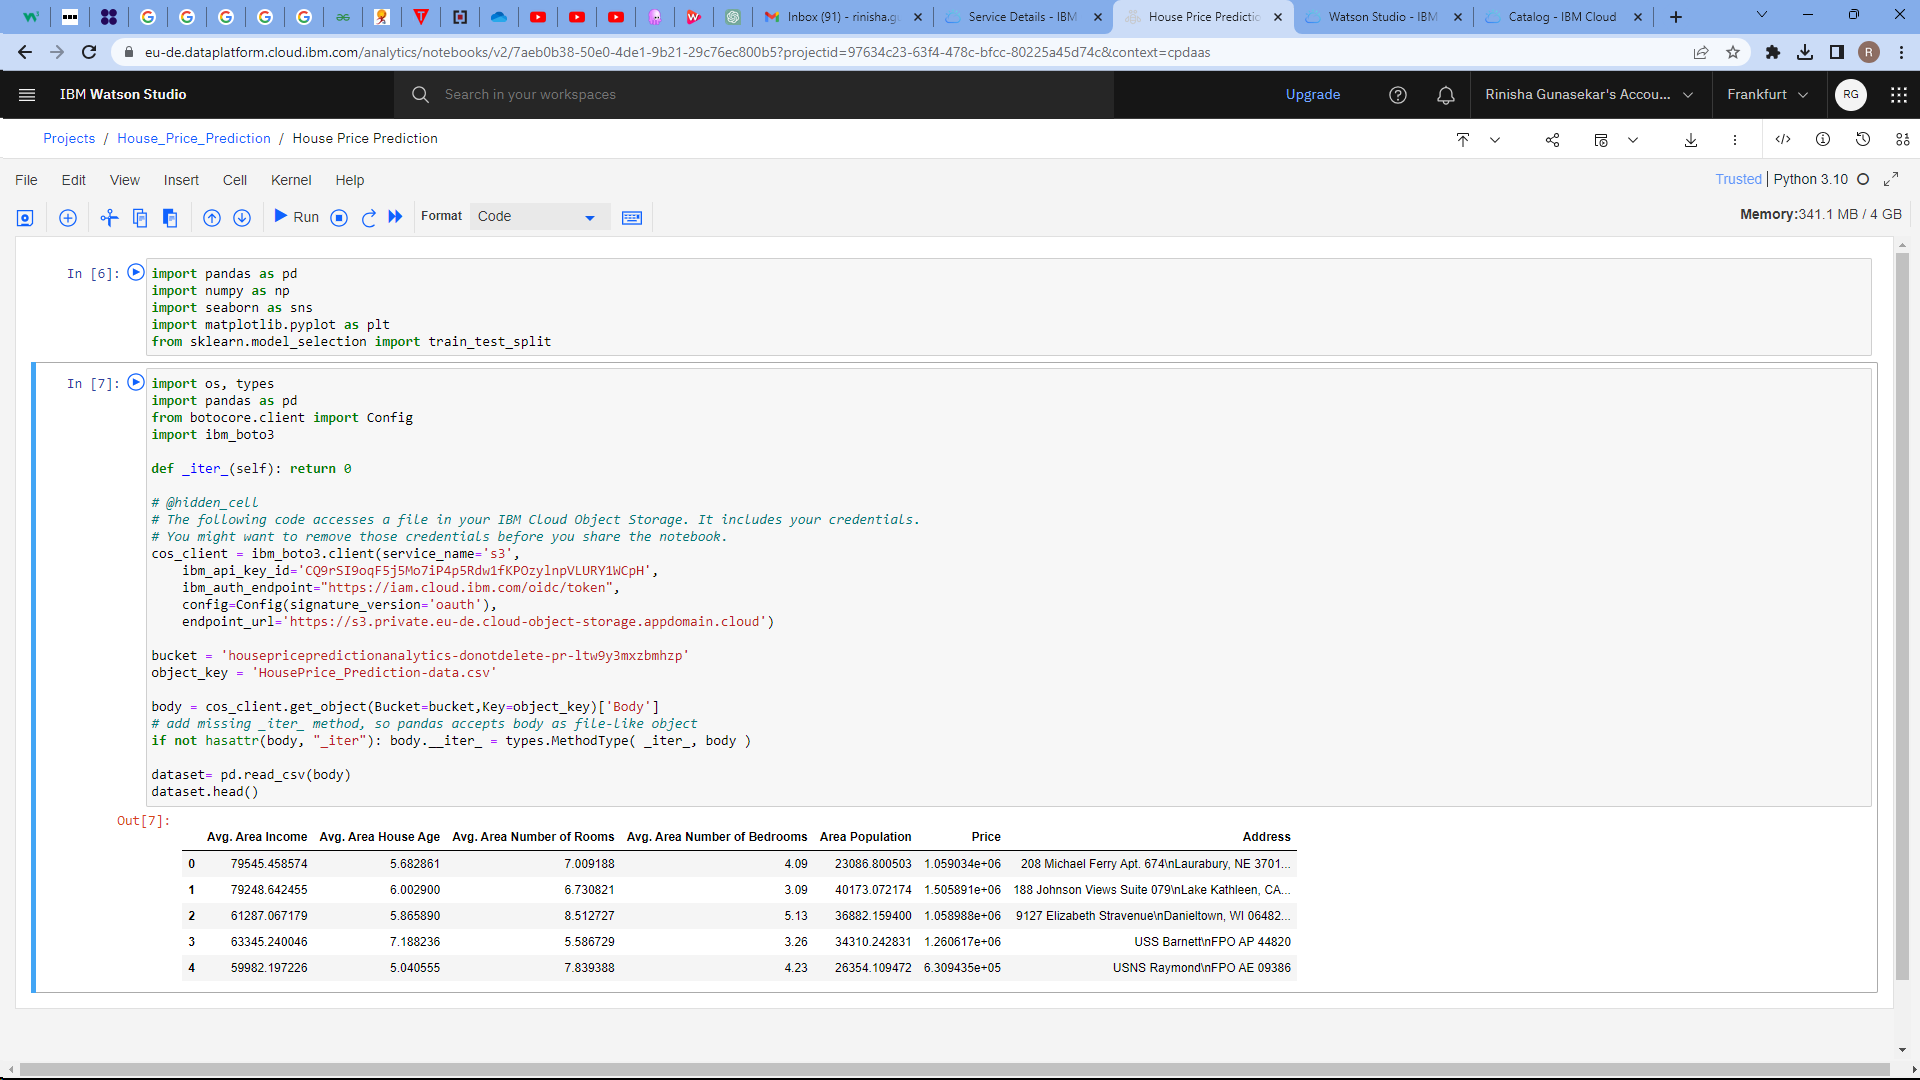 Inbox (91) - rinisha.gu
Service Details - IBM
House Price Predictio
Watson Studio - IBM
Catalog - IBM Cloud
eu-de.dataplatform.cloud.ibm.com/analytics/notebooks/v2/7aeb0b38-50e0-4de1-9b21-29c76ec800b5?projectid=97634c23-63f4-478c-bfcc-80225a45d74c&context=cpdaas
R
IBM Watson Studio
Search in your workspaces
Upgrade
Rinisha Gunasekar's Accou...
Frankfurt
RG
Projects / House_Price_Prediction / House Price Prediction
File Edit View Insert Cell Kernel Help
Trusted | Python 3.10
Run
Format
Code
Memory:341.1 MB / 4 GB
In [6]:
import pandas as pd
import numpy as np
import seaborn as sns
import matplotlib.pyplot as plt
from sklearn.model_selection import train_test_split
In [7]:
import os, types
import pandas as pd
from botocore.client import Config
import ibm_boto3
def _iter_(self): return 0
# @hidden_cell
# The following code accesses a file in your IBM Cloud Object Storage. It includes your credentials.
# You might want to remove those credentials before you share the notebook.
cos_client = ibm_boto3.client(service_name='s3',
ibm_api_key_id='CQ9rSI9oqF5j5Mo7iP4p5Rdw1fKPOzylnpVLURY1WCpH',
ibm_auth_endpoint="https://iam.cloud.ibm.com/oidc/token",
config=Config(signature_version='oauth'),
endpoint_url='https://s3.private.eu-de.cloud-object-storage.appdomain.cloud')
bucket = 'housepricepredictionanalytics-donotdelete-pr-ltw9y3mxzbmhzp'
object_key = 'HousePrice_Prediction-data.csv'
body = cos_client.get_object(Bucket=bucket,Key=object_key)['Body']
# add missing _iter_ method, so pandas accepts body as file-like object
if not hasattr(body, "_iter"): body.__iter_ = types.MethodType( _iter_, body )
dataset= pd.read_csv(body)
dataset.head()
Out[7]:
Avg. Area Income Avg. Area House Age Avg. Area Number of Rooms Avg. Area Number of Bedrooms Area Population Price Address
0 79545.458574 5.682861 7.009188 4.09 23086.800503 1.059034e+06 208 Michael Ferry Apt. 674\nLaurabury, NE 3701...
1 79248.642455 6.002900 6.730821 3.09 40173.072174 1.505891e+06 188 Johnson Views Suite 079\nLake Kathleen, CA...
2 61287.067179 5.865890 8.512727 5.13 36882.159400 1.058988e+06 9127 Elizabeth Stravenue\nDanieltown, WI 06482...
3 63345.240046 7.188236 5.586729 3.26 34310.242831 1.260617e+06 USS Barnett\nFPO AP 44820
4 59982.197226 5.040555 7.839388 4.23 26354.109472 6.309435e+05 USNS Raymond\nFPO AE 09386